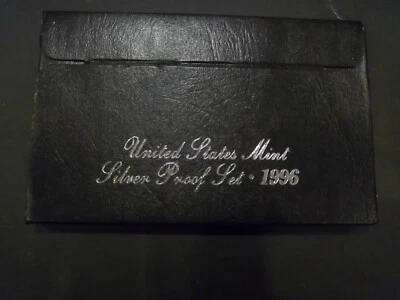 United States Mint
Silver Proof Set • 1996